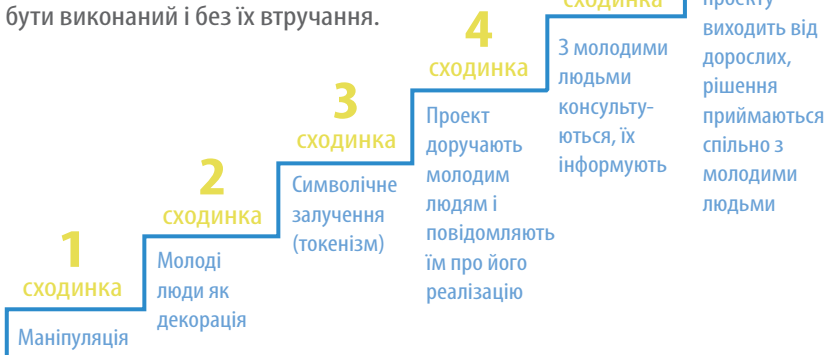 бути виконаний і без їх втручання.
1
сходинка
Маніпуляція
2
сходинка
Молоді
люди як
декорація
3
сходинка
Символічне
залучення
(токенізм)
4
сходинка
Проект
доручають
молодим
людям і
повідомляють
їм про його
реалізацію
сходинка
З молодими
людьми
консульту-
ються, їх
інформують
проекту
виходить від
дорослих,
рішення
приймаються
спільно з
молодими
людьми